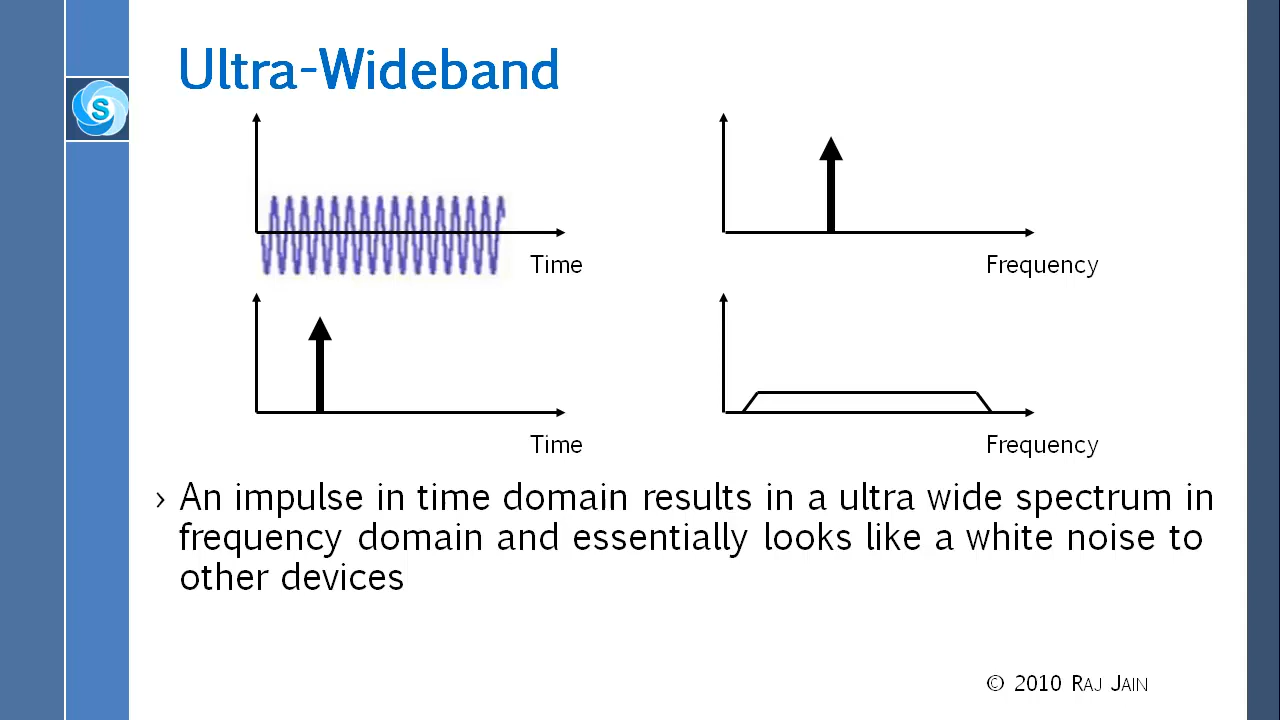 Ultra-Wideband
S
Time
Frequency
Time
Frequency
› An impulse in time domain results in a ultra wide spectrum in
frequency domain and essentially looks like a white noise to
other devices
© 2010 RAJ JAIN